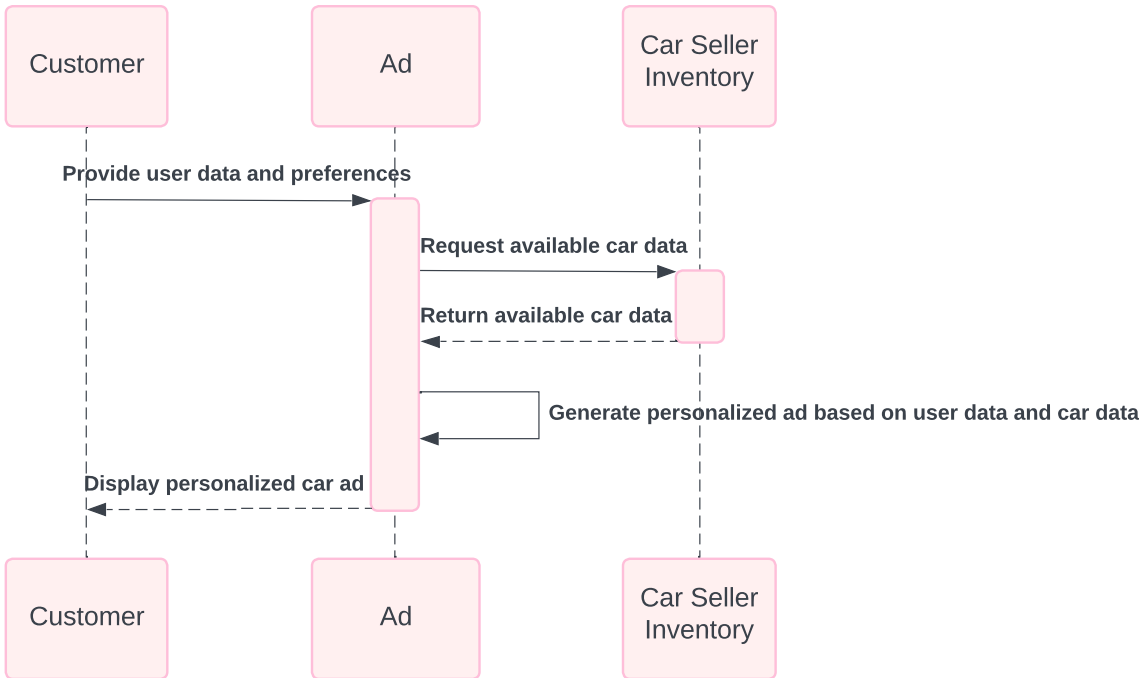 Customer
Ad
Car Seller
Inventory
Provide user data and preferences
Request available car data
Return available car data
Generate personalized ad based on user data and car data
Display personalized car ad
Customer
Ad
Car Seller
Inventory